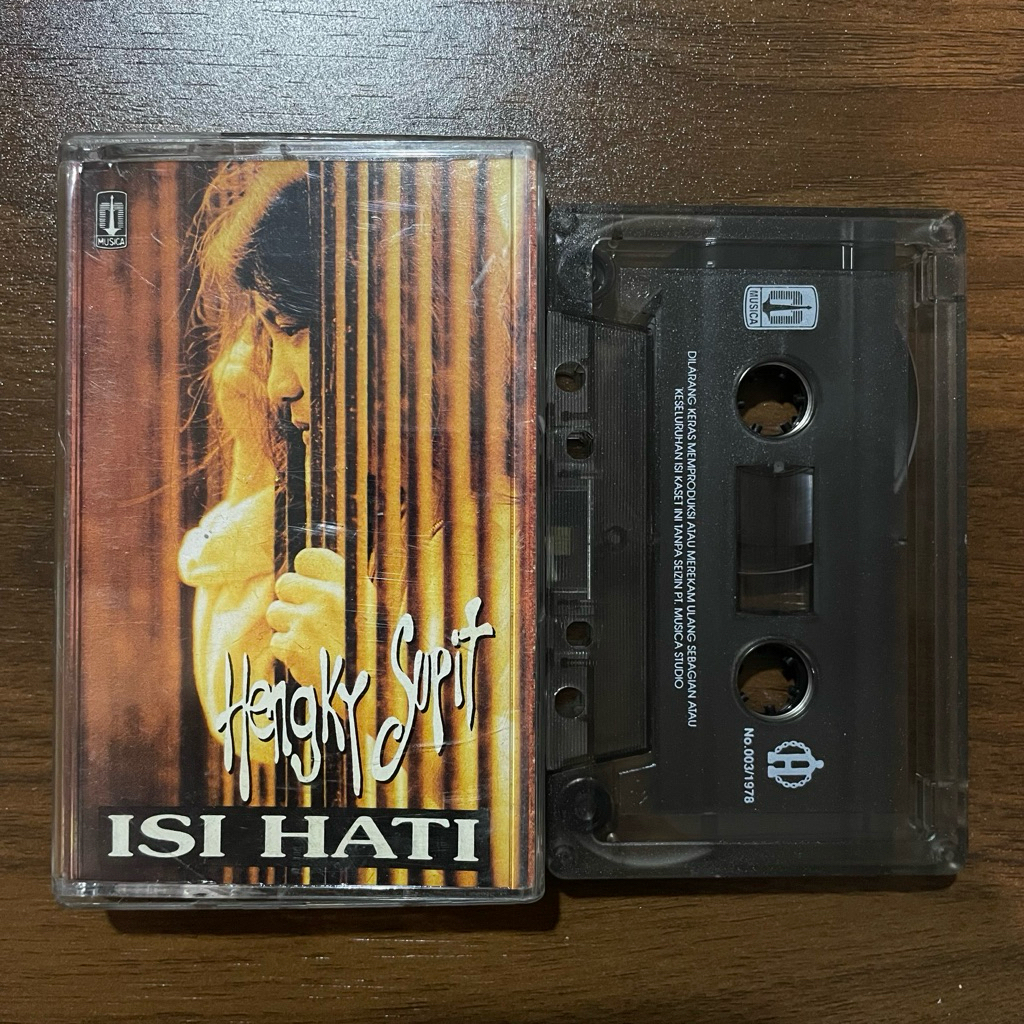 MUSICA
Hengky Supit
ISI HATI
MUSICA
DILARANG KERAS MEMPRODUKSI ATAU MEREKAM ULANG SEBAGIAN ATAU
KESELURUHAN ISI KASET INI TANPA SEIZIN PT. MUSICA STUDIO
No.003/1978